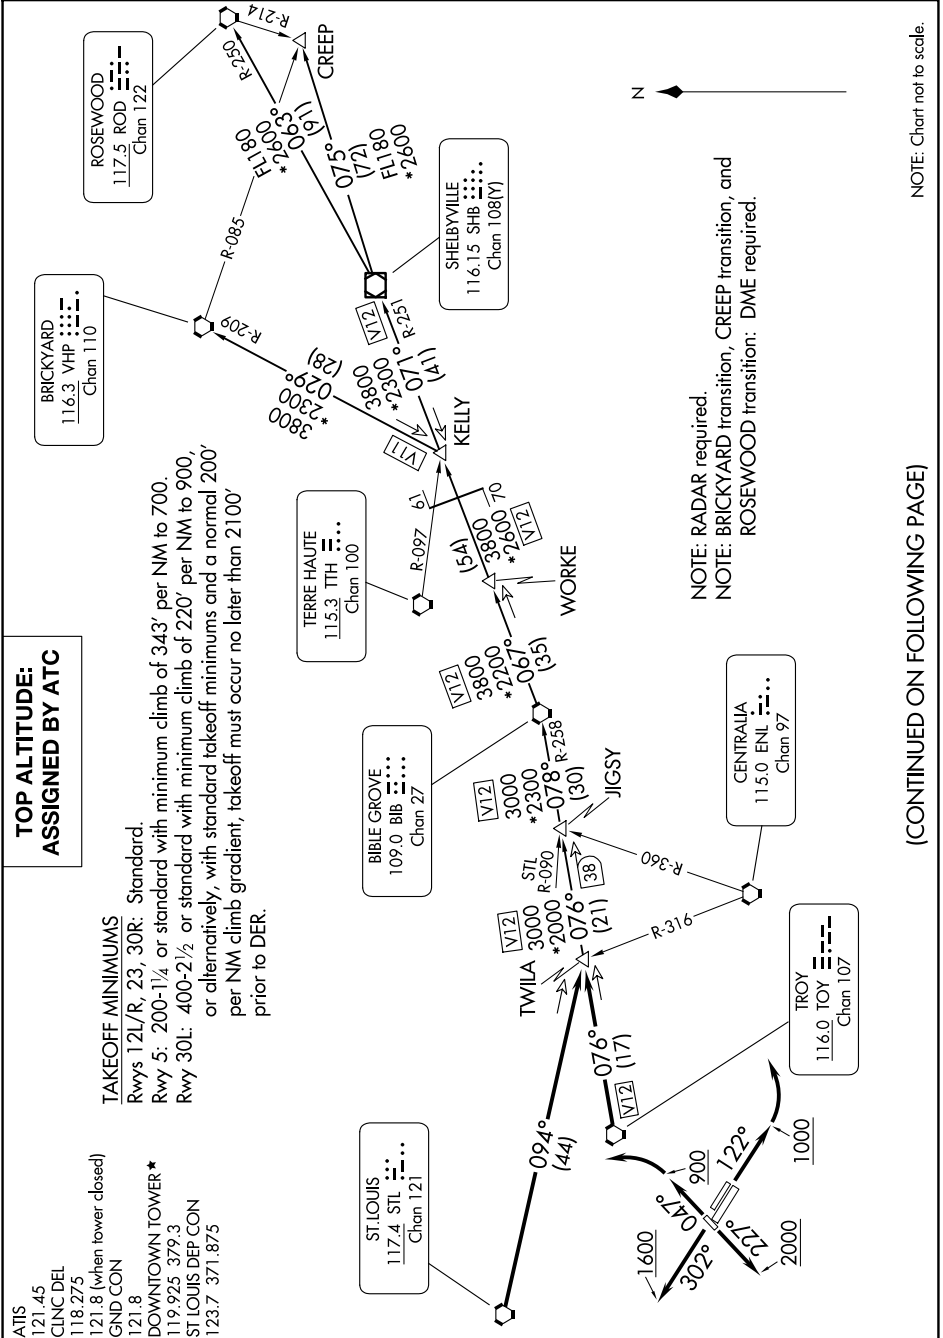 TOP ALTITUDE:
ASSIGNED BY ATC
ATIS
121.45
CLNC DEL
118.275
121.8 (when tower closed)
GND CON
121.8
DOWNTOWN TOWER★
119.925 379.3
ST LOUIS DEP CON
123.7 371.875
TAKEOFF MINIMUMS
Rwys 12L/R, 23, 30R: Standard.
Rwy 5: 200-1¼ or standard with minimum climb of 343' per NM to 700.
Rwy 30L: 400-2½ or standard with minimum climb of 220' per NM to 900,
or alternatively, with standard takeoff minimums and a normal 200'
per NM climb gradient, takeoff must occur no later than 2100'
prior to DER.
ROSEWOOD
117.5 ROD
Chan 122
R-214
R-250
CREEP
FL180
*2600
063°
(91)
075°
(72)
FL180
*2600
BRICKYARD
116.3 VHP
Chan 110
R-085
R-209
3800
*2300
029°
(28)
V11
SHELBYVILLE
116.15 SHB
Chan 108(Y)
V12
R-251
3800
*2300
071°
(41)
KELLY
TERRE HAUTE
115.3 TTH
Chan 100
R-097
61
70
(54)
3800
*2600
V12
WORKE
V12
3800
*2200
067°
(35)
BIBLE GROVE
109.0 BIB
Chan 27
R-258
V12
3000
*2300
078°
(30)
JIGSY
STL
R-090
38
V12
3000
*2000
076°
(21)
TWILA
R-360
R-316
CENTRALIA
115.0 ENL
Chan 97
ST. LOUIS
117.4 STL
Chan 121
094°
(44)
076°
(17)
V12
TROY
116.0 TOY
Chan 107
1600
302°
047°
900
122°
1000
227°
2000
N
NOTE: RADAR required.
NOTE: BRICKYARD transition, CREEP transition, and
ROSEWOOD transition: DME required.
NOTE: Chart not to scale.
(CONTINUED ON FOLLOWING PAGE)